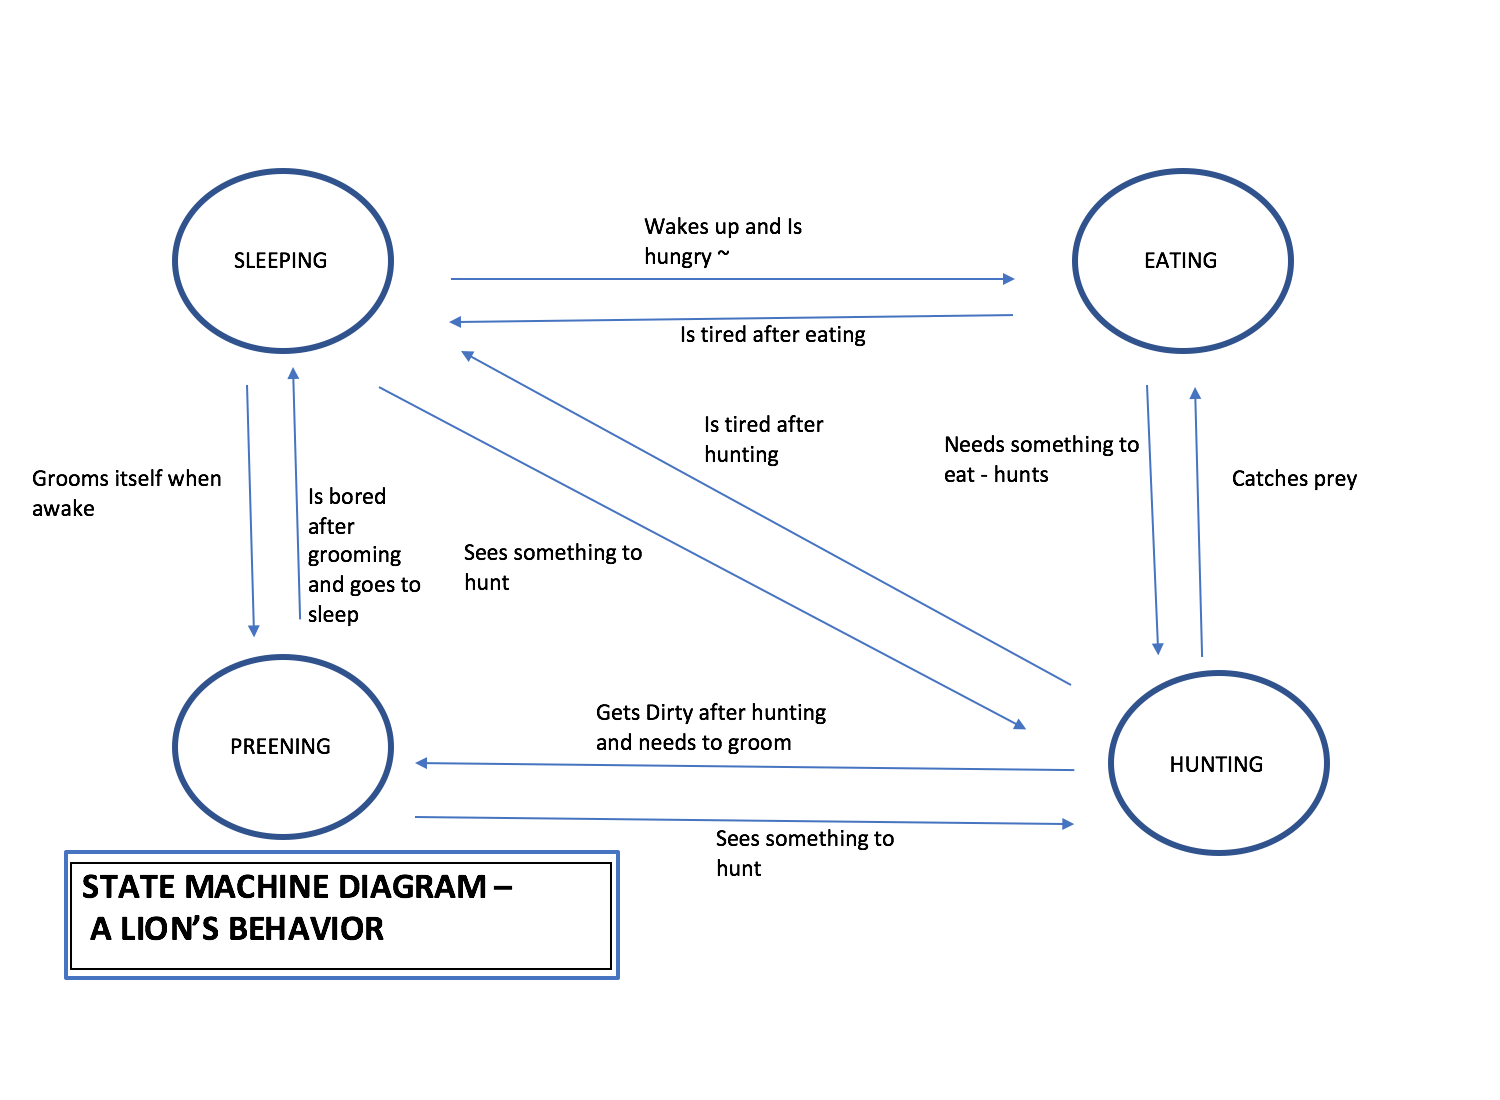 Wakes up and Is
hungry ~
SLEEPING
EATING
Is tired after eating
Is tired after
hunting
Needs something to
eat - hunts
Catches prey
Grooms itself when
awake
Is bored
after
grooming
and goes to
sleep
Sees something to
hunt
Gets Dirty after hunting
and needs to groom
PREENING
HUNTING
Sees something to
hunt
STATE MACHINE DIAGRAM –
A LION’S BEHAVIOR